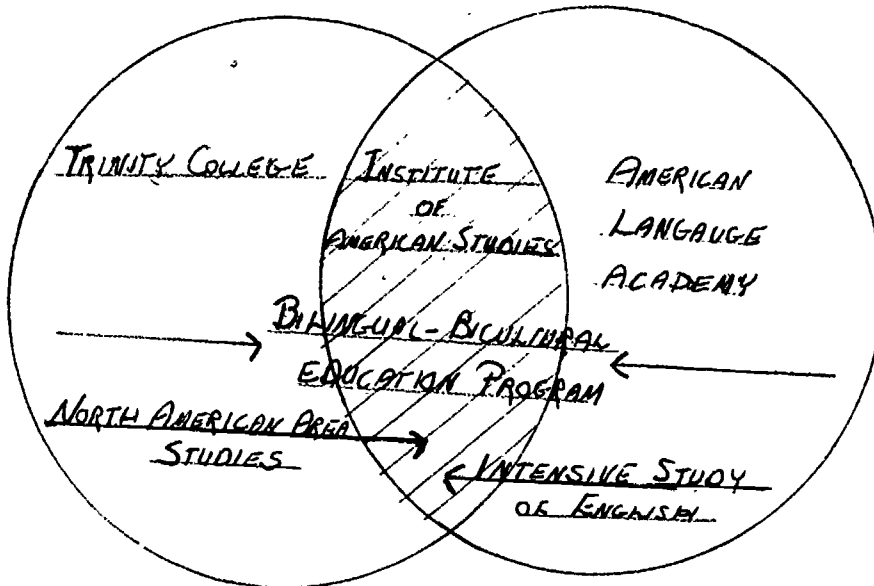 TRINITY COLLEGE
INSTITUTE
OF
AMERICAN STUDIES
AMERICAN
LANGAUGE
ACADEMY
BILINGUAL-BICULTURAL
EDUCATION PROGRAM
NORTH AMERICAN AREA
STUDIES
INTENSIVE STUDY
OF ENGLISH